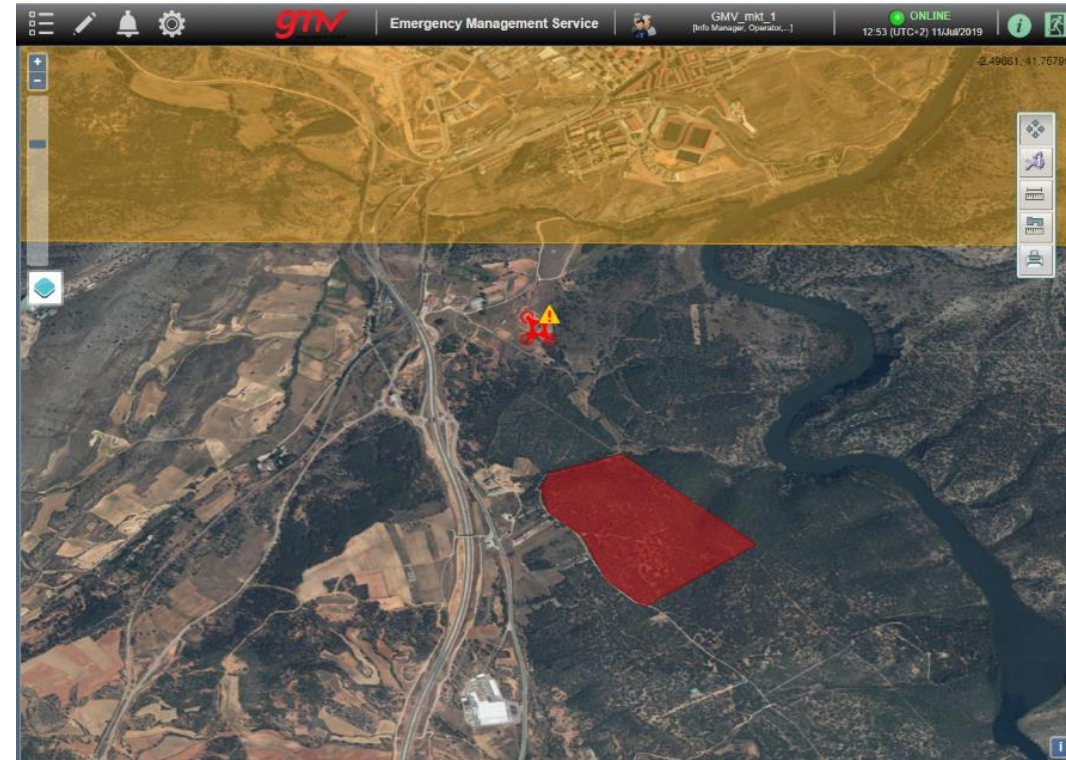 gmv
Emergency Management Service
GMV_mkt_1
[Info Manager, Operator,...]
ONLINE
12:53 (UTC+2) 11/Jul/2019
-2.49661, 41.7579